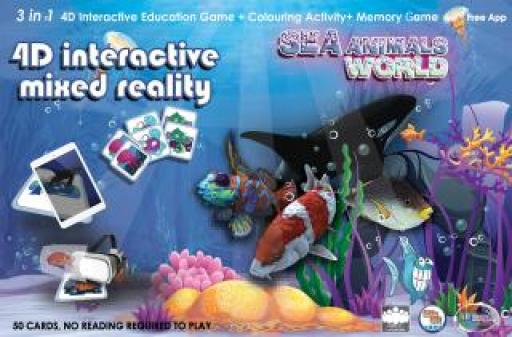 3 in 1 4D Interactive Education Game + Colouring Activity+ Memory Game
Free App
4D interactive
mixed reality
SEA ANIMALS
WORLD
50 CARDS, NO READING REQUIRED TO PLAY